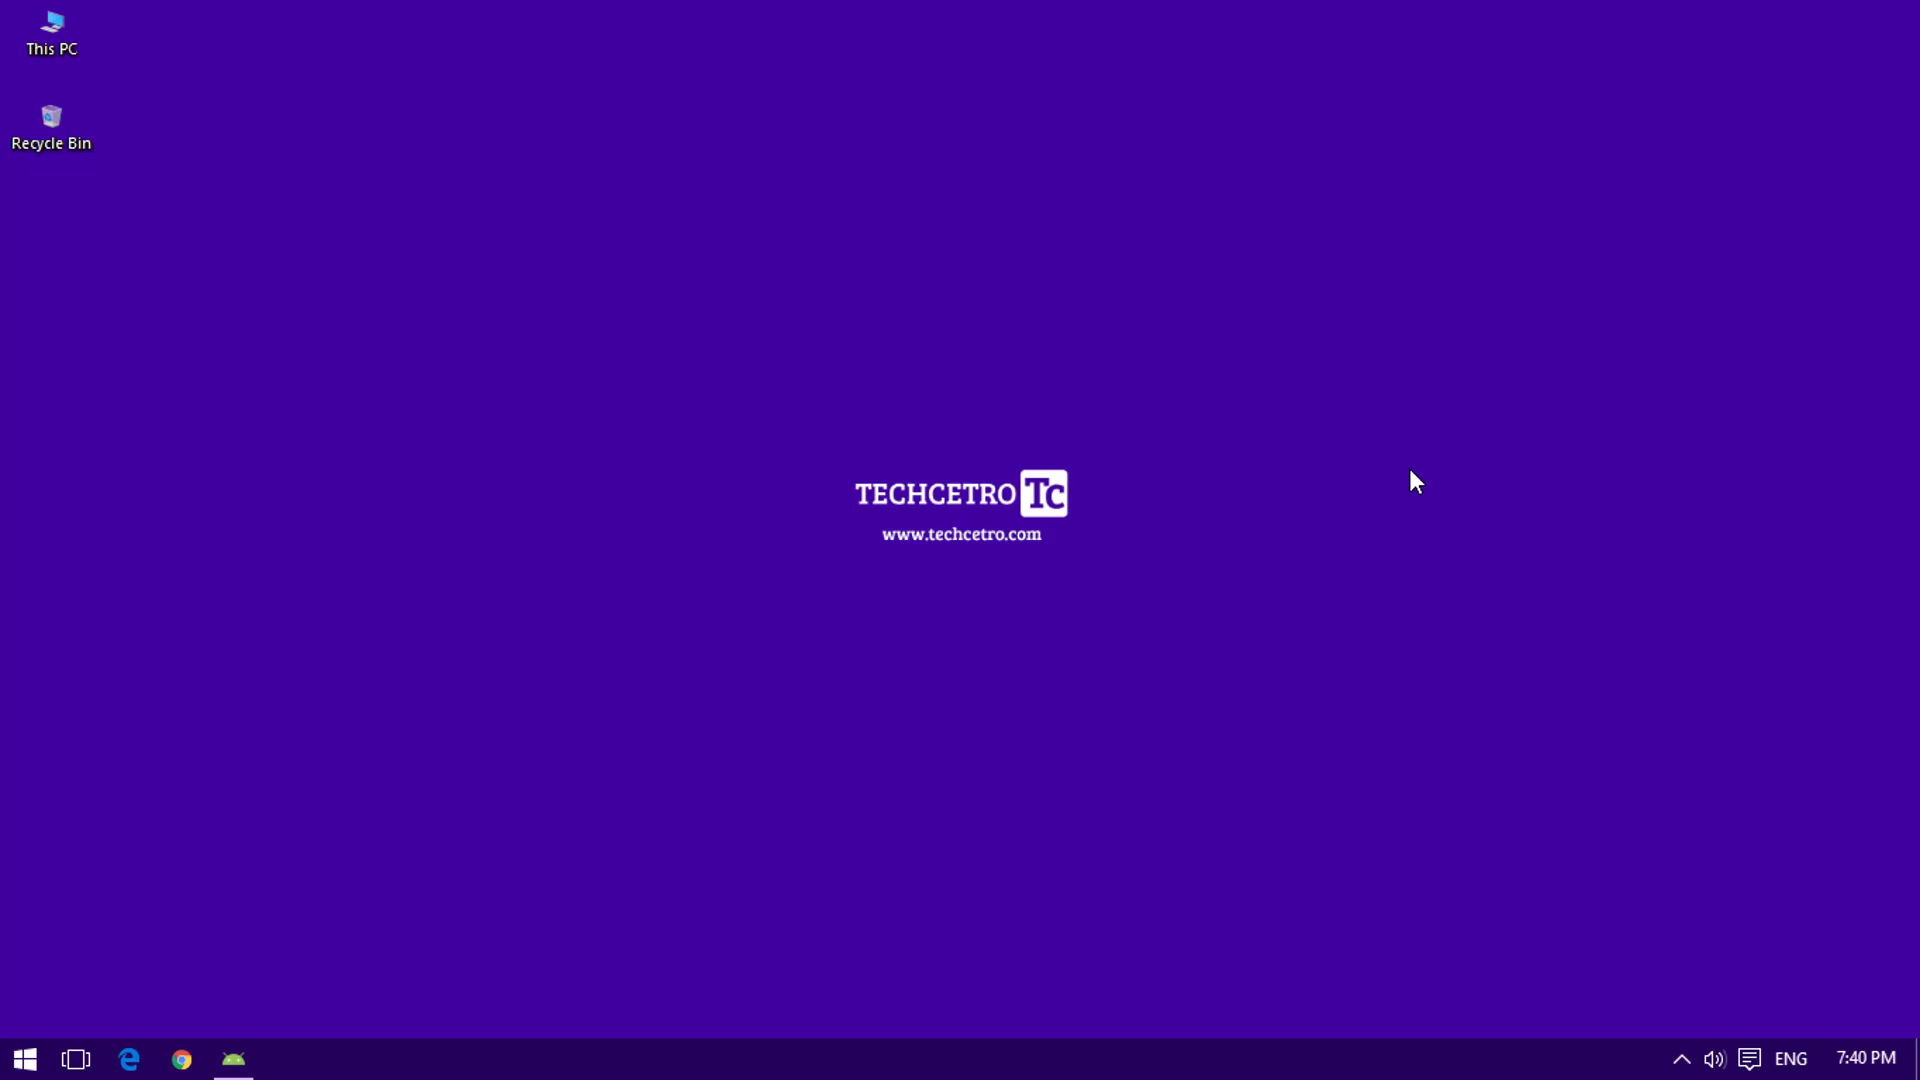 This PC
Recycle Bin
TECHCETRO Tc
www.techcetro.com
ENG
7:40 PM